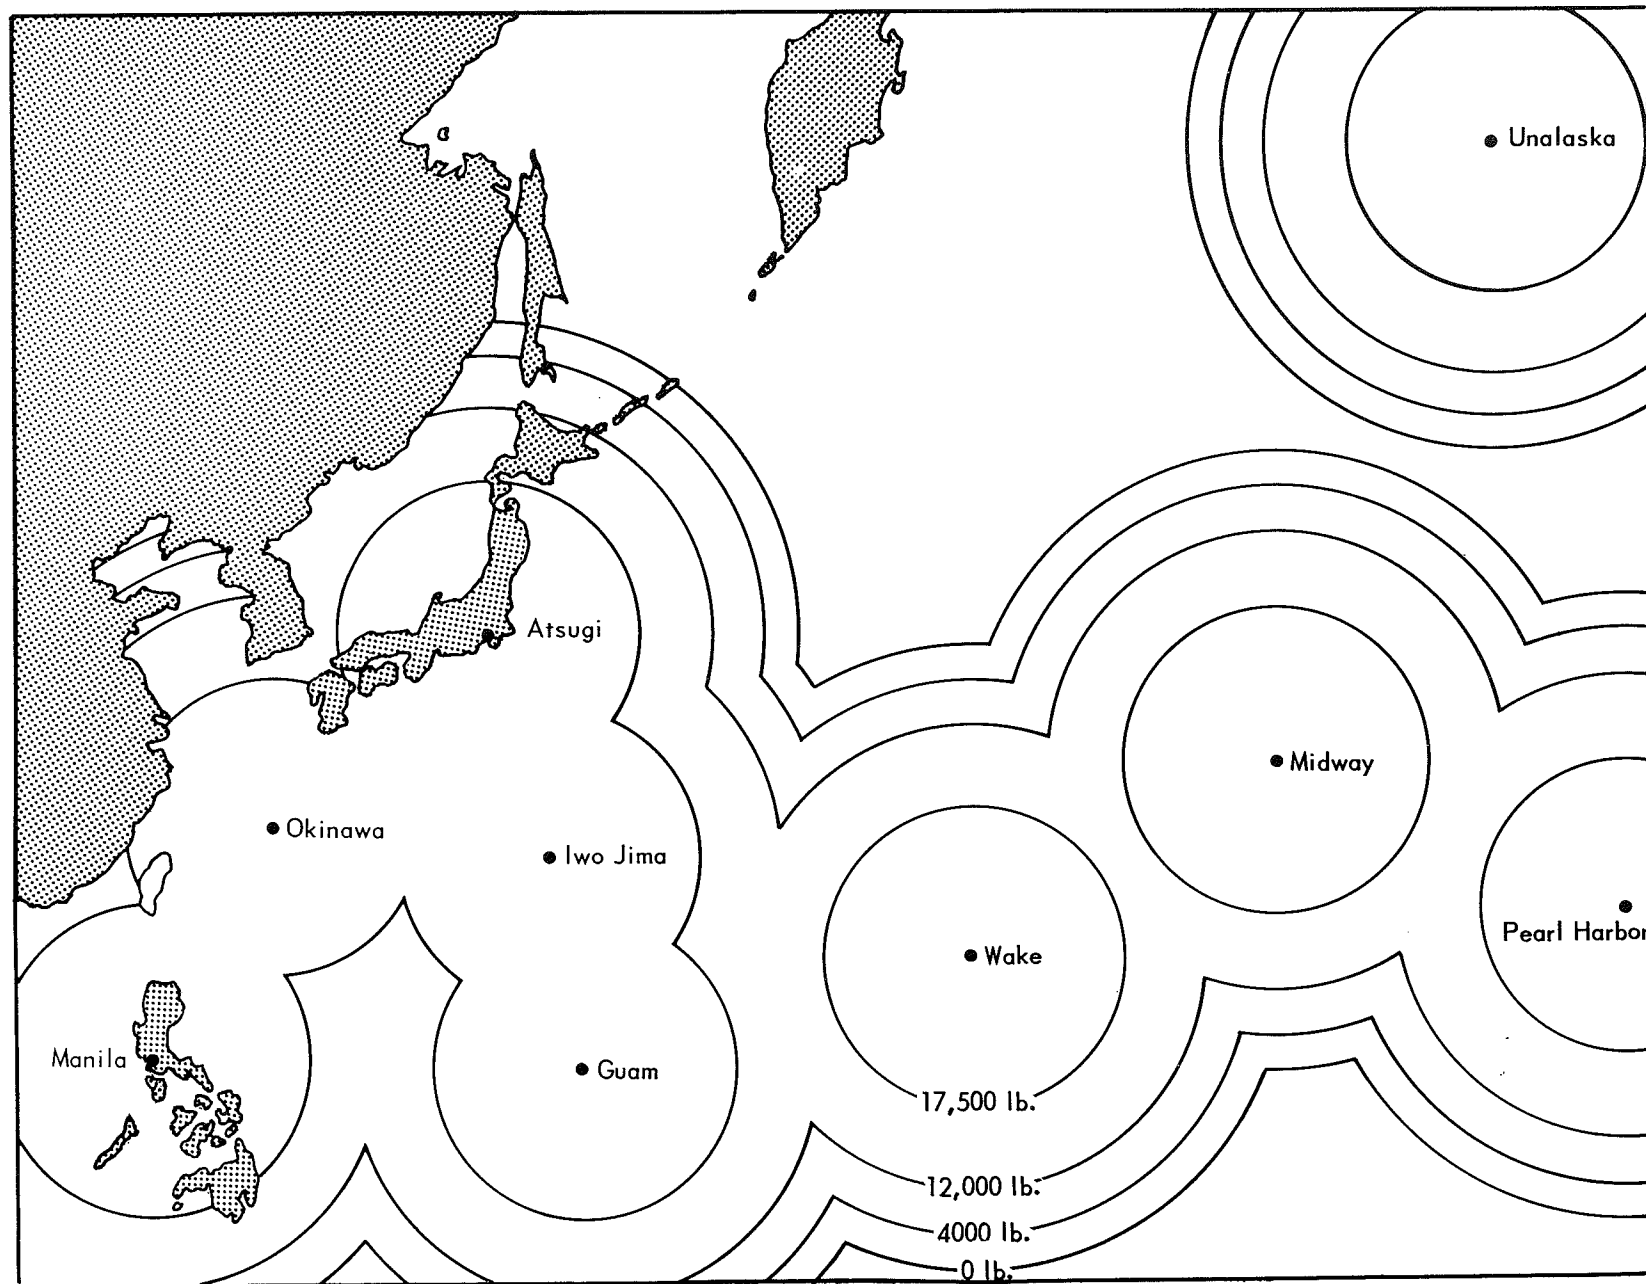 Unalaska
Atsugi
Midway
Okinawa
Iwo Jima
Pearl Harbor
Wake
Manila
Guam
17,500 lb.
12,000 lb.
4000 lb.
0 lb.